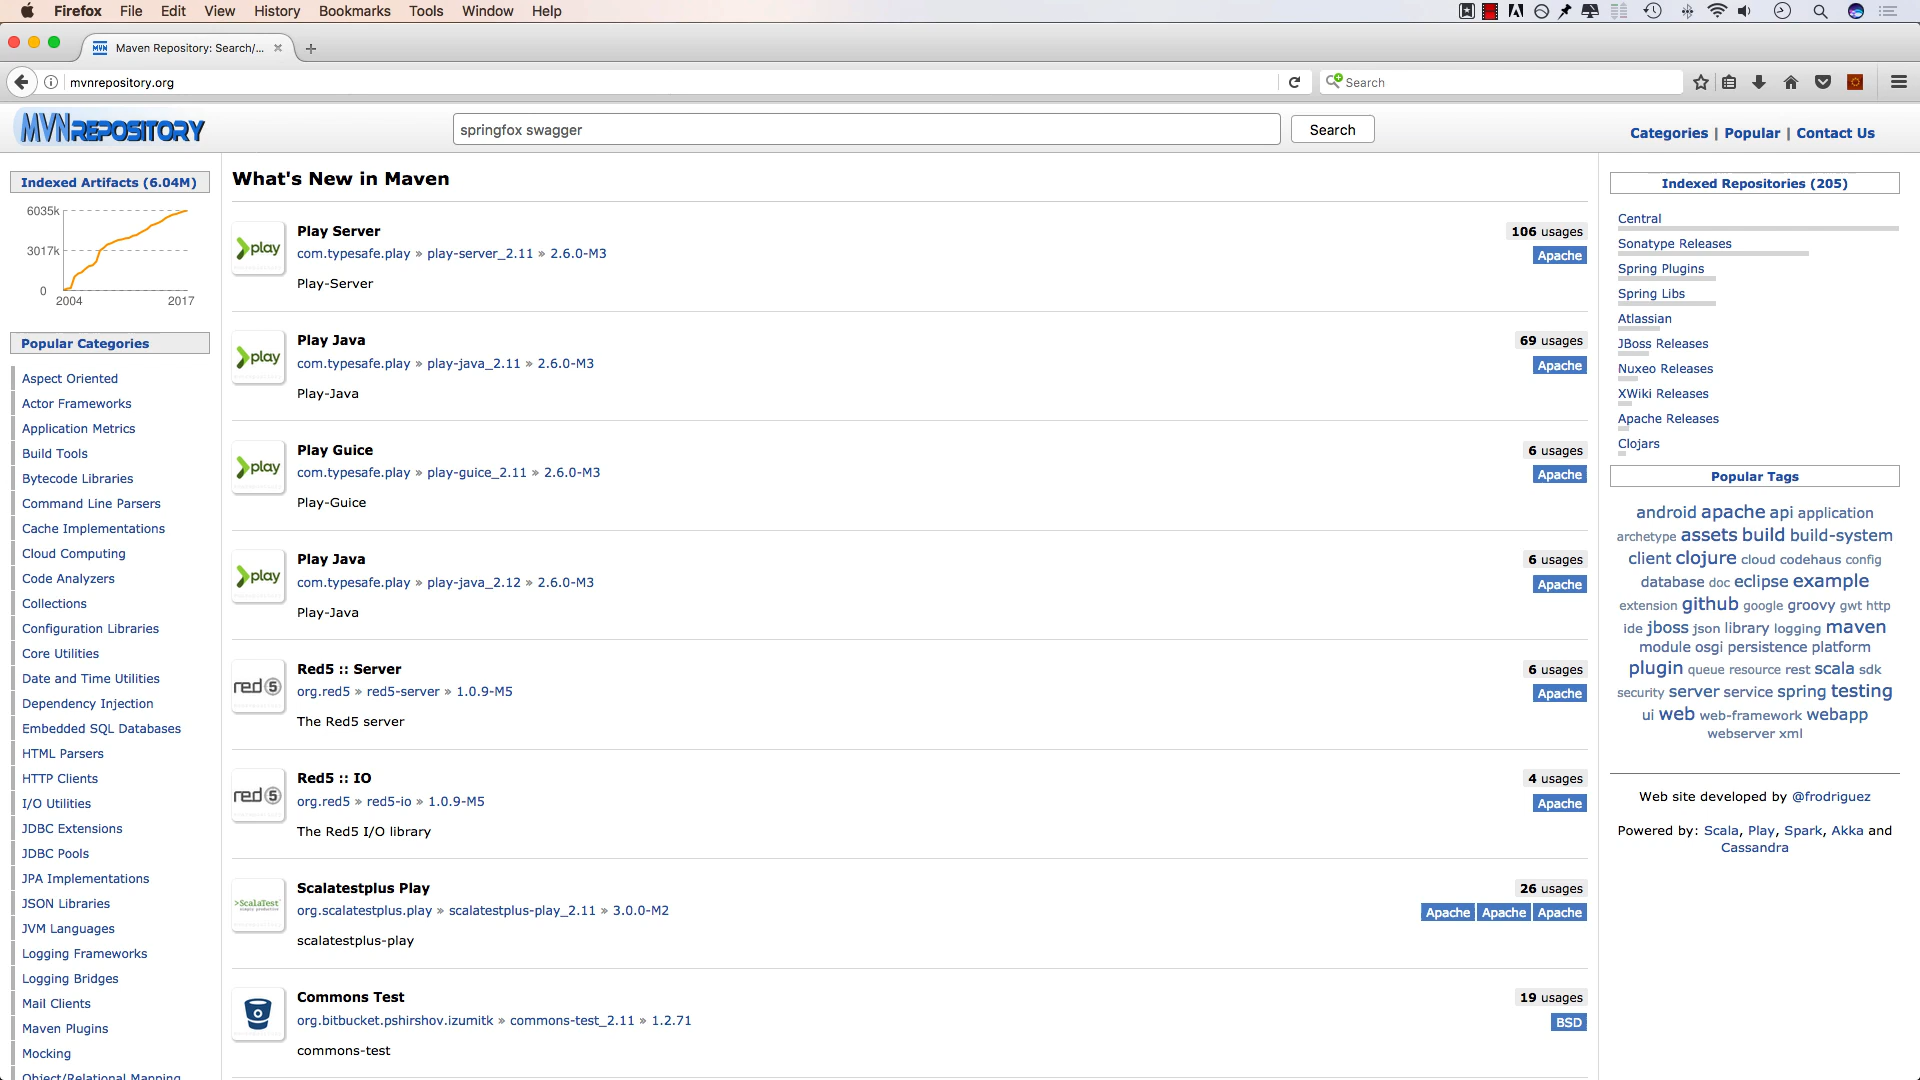 Firefox File Edit View History Bookmarks Tools Window Help
Maven Repository: Search/...
mvnrepository.org
Search
MVNREPOSITORY
springfox swagger
Search
Categories | Popular | Contact Us
Indexed Artifacts (6.04M)
6035k
3017k
0
2004 2017
Popular Categories
Aspect Oriented
Actor Frameworks
Application Metrics
Build Tools
Bytecode Libraries
Command Line Parsers
Cache Implementations
Cloud Computing
Code Analyzers
Collections
Configuration Libraries
Core Utilities
Date and Time Utilities
Dependency Injection
Embedded SQL Databases
HTML Parsers
HTTP Clients
I/O Utilities
JDBC Extensions
JDBC Pools
JPA Implementations
JSON Libraries
JVM Languages
Logging Frameworks
Logging Bridges
Mail Clients
Maven Plugins
Mocking
Object/Relational Mapping
What's New in Maven
play
Play Server
106 usages
com.typesafe.play » play-server_2.11 » 2.6.0-M3
Apache
Play-Server
play
Play Java
69 usages
com.typesafe.play » play-java_2.11 » 2.6.0-M3
Apache
Play-Java
play
Play Guice
6 usages
com.typesafe.play » play-guice_2.11 » 2.6.0-M3
Apache
Play-Guice
play
Play Java
6 usages
com.typesafe.play » play-java_2.12 » 2.6.0-M3
Apache
Play-Java
red5
Red5 :: Server
6 usages
org.red5 » red5-server » 1.0.9-M5
Apache
The Red5 server
red5
Red5 :: IO
4 usages
org.red5 » red5-io » 1.0.9-M5
Apache
The Red5 I/O library
>ScalaTest
Scalatestplus Play
26 usages
org.scalatestplus.play » scalatestplus-play_2.11 » 3.0.0-M2
Apache Apache Apache
scalatestplus-play
Commons Test
19 usages
org.bitbucket.pshirshov.izumitk » commons-test_2.11 » 1.2.71
BSD
commons-test
Indexed Repositories (205)
Central
Sonatype Releases
Spring Plugins
Spring Libs
Atlassian
JBoss Releases
Nuxeo Releases
XWiki Releases
Apache Releases
Clojars
Popular Tags
android apache api application
archetype assets build build-system
client clojure cloud codehaus config
database doc eclipse example
extension github google groovy gwt http
ide jboss json library logging maven
module osgi persistence platform
plugin queue resource rest scala sdk
security server service spring testing
ui web web-framework webapp
webserver xml
Web site developed by @frodriguez
Powered by: Scala, Play, Spark, Akka and
Cassandra